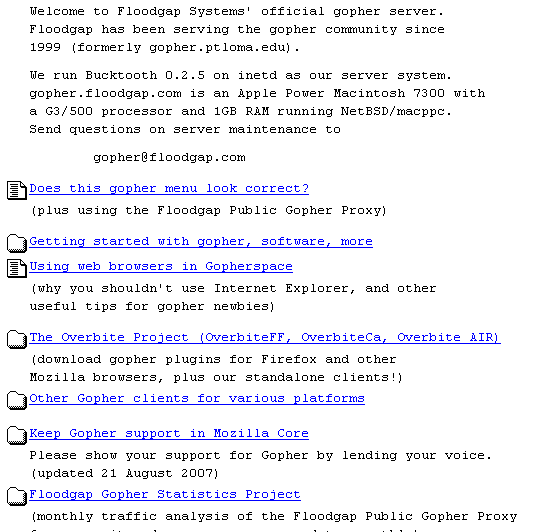 Welcome to Floodgap Systems' official gopher server.
Floodgap has been serving the gopher community since
1999 (formerly gopher.ptloma.edu).
We run Bucktooth 0.2.5 on inetd as our server system.
gopher.floodgap.com is an Apple Power Macintosh 7300 with
a G3/500 processor and 1GB RAM running NetBSD/macppc.
Send questions on server maintenance to
gopher@floodgap.com
Does this gopher menu look correct?
(plus using the Floodgap Public Gopher Proxy)
Getting started with gopher, software, more
Using web browsers in Gopherspace
(why you shouldn't use Internet Explorer, and other
useful tips for gopher newbies)
The Overbite Project (OverbiteFF, OverbiteCa, Overbite AIR)
(download gopher plugins for Firefox and other
Mozilla browsers, plus our standalone clients!)
Other Gopher clients for various platforms
Keep Gopher support in Mozilla Core
Please show your support for Gopher by lending your voice.
(updated 21 August 2007)
Floodgap Gopher Statistics Project
(monthly traffic analysis of the Floodgap Public Gopher Proxy